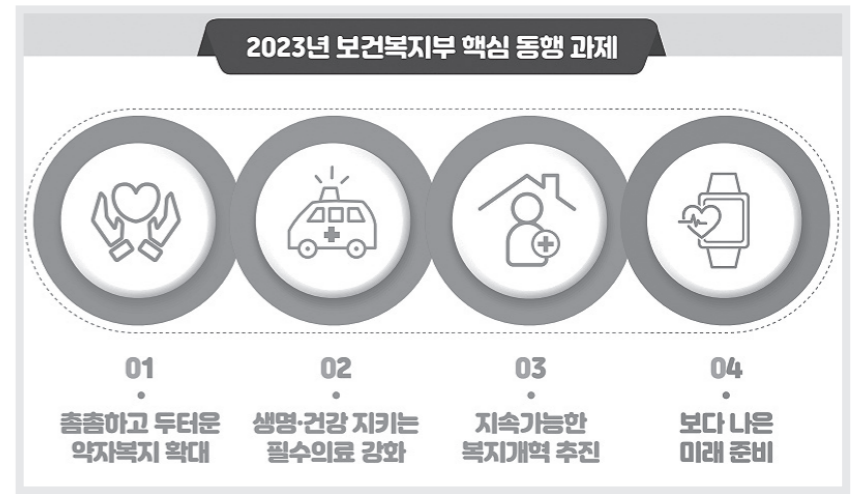 2023년 보건복지부 핵심 동행 과제
01
촘촘하고 두터운
약자복지 확대
02
생명·건강 지키는
필수의료 강화
03
지속가능한
복지개혁 추진
04
보다 나은
미래 준비